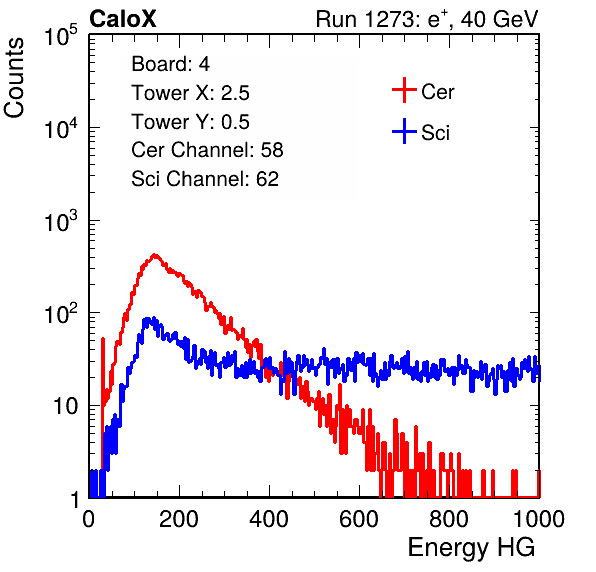 CaloX Run 1273: e⁺, 40 GeV
Counts
10⁵
10⁴
10³
10²
10
1
Board: 4
Tower X: 2.5
Tower Y: 0.5
Cer Channel: 58
Sci Channel: 62
Cer
Sci
0 200 400 600 800 1000
Energy HG